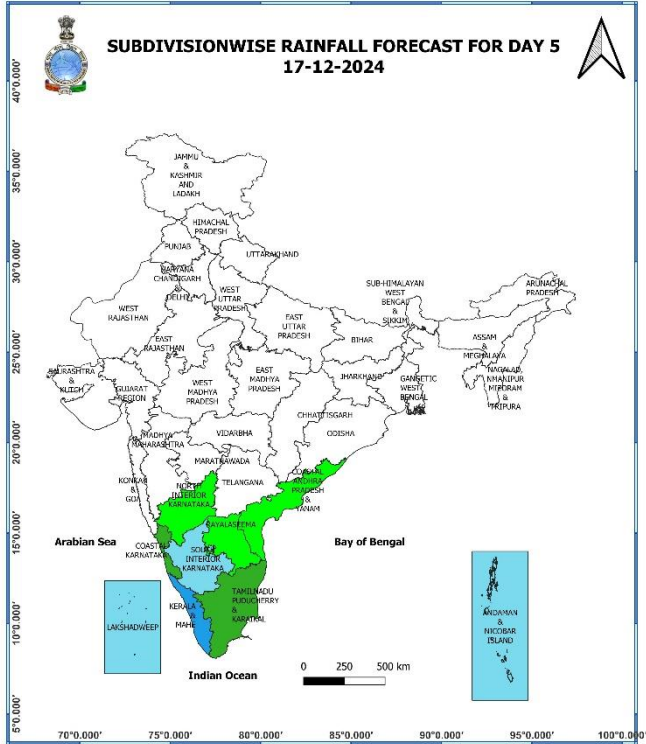 SUBDIVISIONWISE RAINFALL FORECAST FOR DAY 5
17-12-2024
40°0.000'
35°0.000'
30°0.000'
25°0.000'
20°0.000'
15°0.000'
10°0.000'
5°0.000'
JAMMU
&
KASHMIR
AND
LADAKH
HIMACHAL
PRADESH
PUNJAB
UTTARAKHAND
HARYANA
CHANDIGARH
&
DELHI
WEST
UTTAR
PRADESH
SUB-HIMALAYAN
WEST
BENGAL
&
SIKKIM
ARUNACHAL
PRADESH
WEST
RAJASTHAN
EAST
RAJASTHAN
EAST
UTTAR
PRADESH
BIHAR
ASSAM
&
MEGHALAYA
NAGALAD,
NMANIPUR
MIZORAM
&
TRIPURA
SAURASHTRA
&
KUTCH
GUJARAT
REGION
WEST
MADHYA
PRADESH
EAST
MADHYA
PRADESH
JHARKHAND
GANGETIC
WEST
BENGAL
CHHATTISGARH
ODISHA
MADHYA
MAHARASHTRA
VIDARBHA
MARATHWADA
KONKAN
&
GOA
TELANGANA
COASTAL
ANDHRA
PRADESH
&
YANAM
NORTH
INTERIOR
KARNATAKA
RAYALASEEMA
Arabian Sea
COASTAL
KARNATAKA
SOUTH
INTERIOR
KARNATAKA
Bay of Bengal
TAMILNADU
PUDUCHERRY
&
KARAIKAL
KERALA
&
MAHE
LAKSHADWEEP
ANDAMAN
&
NICOBAR
ISLAND
Indian Ocean
0 250 500 km
70°0.000' 75°0.000' 80°0.000' 85°0.000' 90°0.000' 95°0.000' 100°0.000'